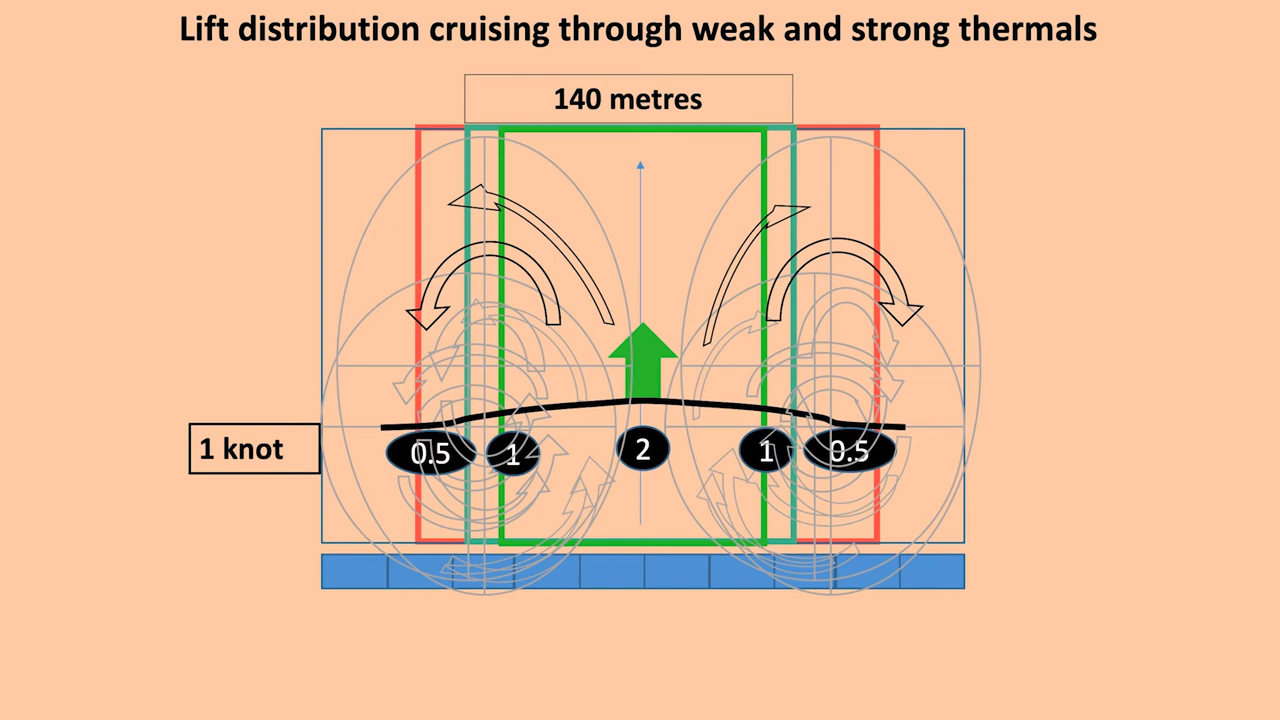 Lift distribution cruising through weak and strong thermals
140 metres
1 knot
0.5 1 2 1 0.5